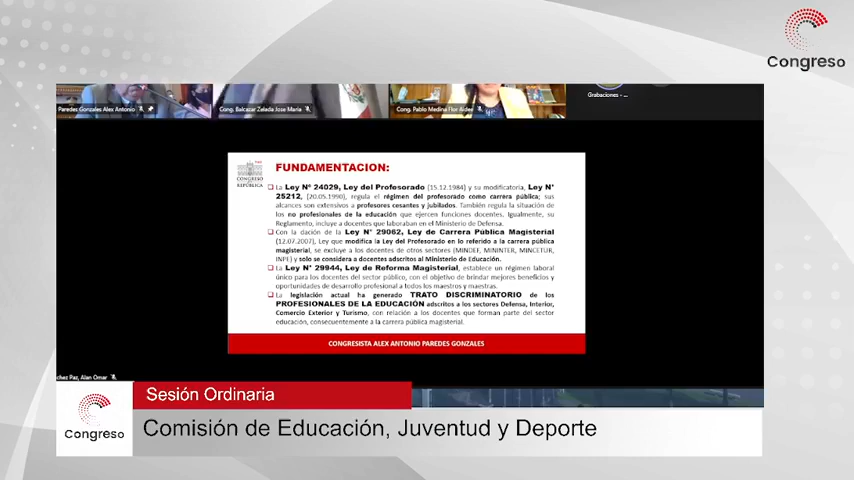 Congreso
Paredes Gonzales Alex Antonio
Cong. Balcazar Zelada Jose Maria
Cong. Pablo Medina Flor Aidee
Grabaciones - ...
CONGRESO
REPÚBLICA
FUNDAMENTACION:
La Ley Nº 24029, Ley del Profesorado (15.12.1984) y su modificatoria, Ley N°
25212, (20.05.1990), regula el régimen del profesorado como carrera pública; sus
alcances son extensivos a profesores cesantes y jubilados. También regula la situación de
los no profesionales de la educación que ejercen funciones docentes. Igualmente, su
Reglamento, incluye a docentes que laboraban en el Ministerio de Defensa.
Con la dación de la Ley N° 29062, Ley de Carrera Pública Magisterial
(12.07.2007), Ley que modifica la Ley del Profesorado en lo referido a la carrera pública
magisterial, se excluye a los docentes de otros sectores (MINDEF, MININTER, MINCETUR,
INPE) y solo se considera a docentes adscritos al Ministerio de Educación.
La Ley N° 29944, Ley de Reforma Magisterial, establece un régimen laboral
único para los docentes del sector público, con el objetivo de brindar mejores beneficios y
oportunidades de desarrollo profesional a todos los maestros y maestras.
La legislación actual ha generado TRATO DISCRIMINATORIO de los
PROFESIONALES DE LA EDUCACIÓN adscritos a los sectores Defensa, Interior,
Comercio Exterior y Turismo, con relación a los docentes que forman parte del sector
educación, consecuentemente a la carrera pública magisterial.
CONGRESISTA ALEX ANTONIO PAREDES GONZALES
chez Paz, Alan Omar
Sesión Ordinaria
Congreso
Comisión de Educación, Juventud y Deporte